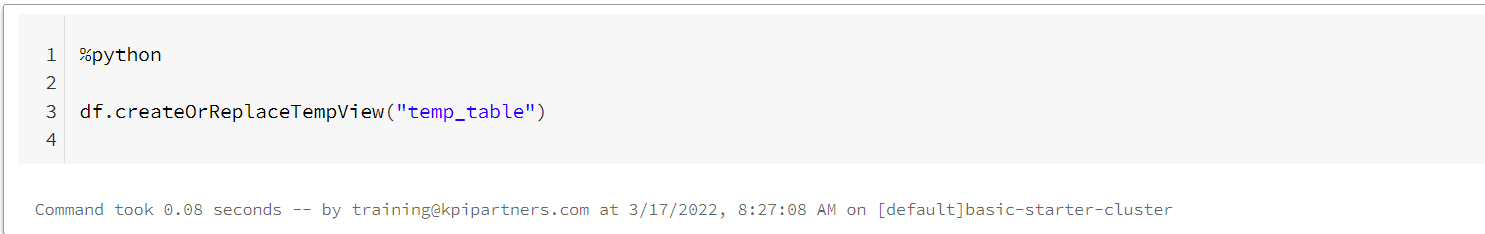 1 %python
2
3 df.createOrReplaceTempView("temp_table")
4
Command took 0.08 seconds -- by training@kpipartners.com at 3/17/2022, 8:27:08 AM on [default]basic-starter-cluster